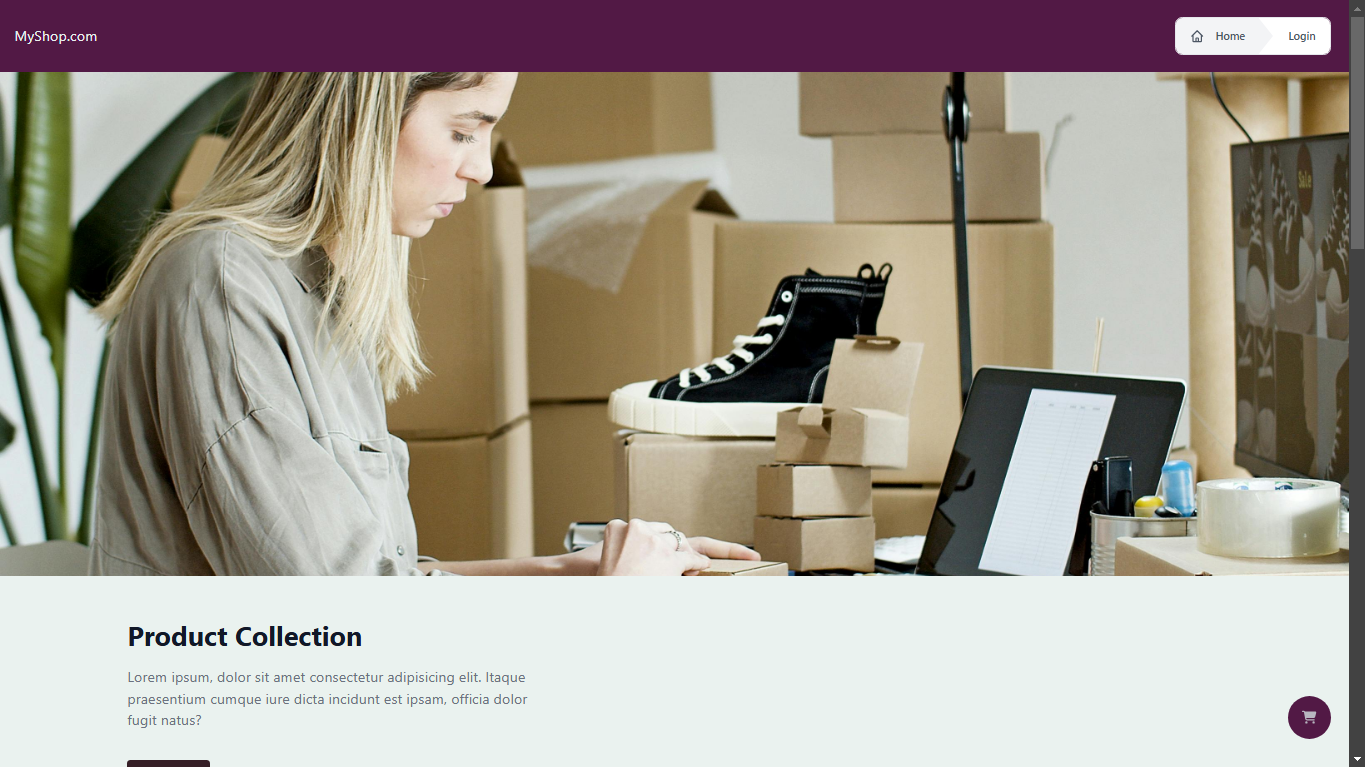 MyShop.com
Home
Login
Sale
Product Collection
Lorem ipsum, dolor sit amet consectetur adipisicing elit. Itaque
praesentium cumque iure dicta incidunt est ipsam, officia dolor
fugit natus?